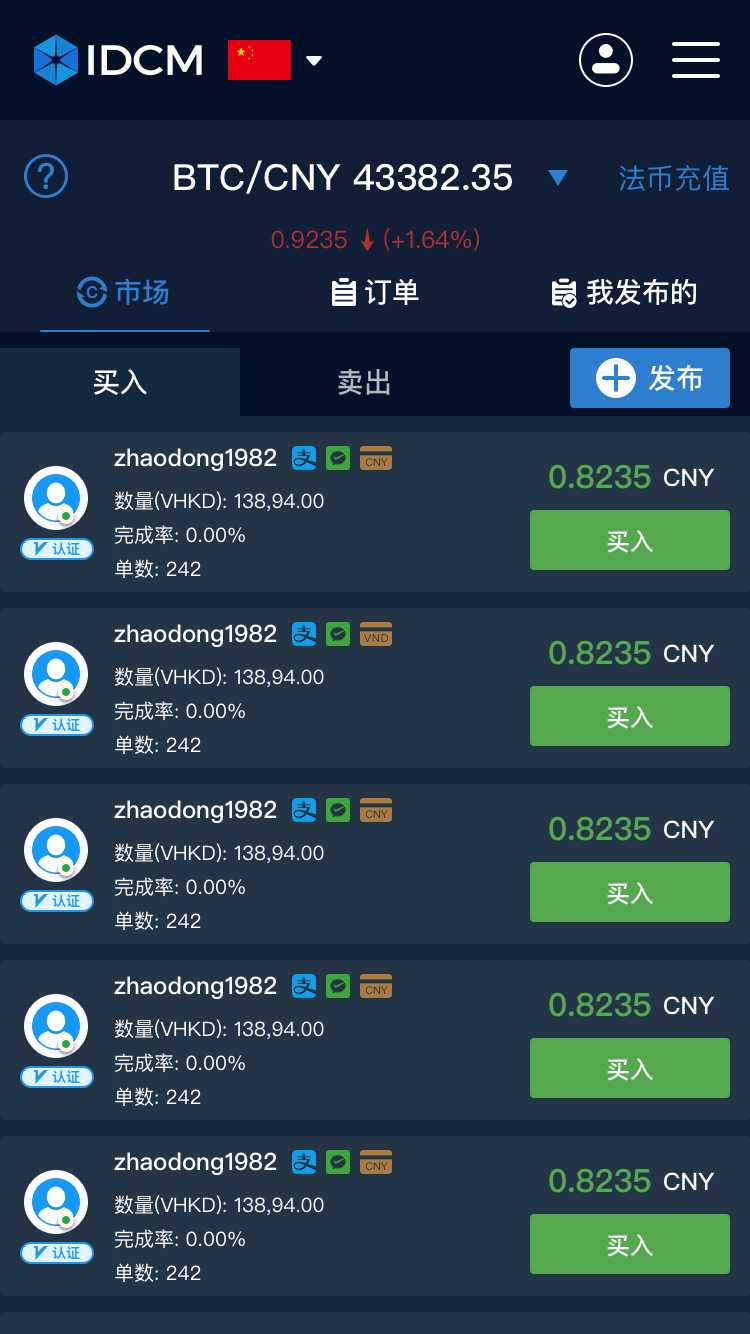 IDCM
? BTC/CNY 43382.35 法币充值
0.9235 (+1.64%)
市场 订单 我发布的
买入 卖出 发布
zhaodong1982 支 CNY
0.8235 CNY
数量(VHKD): 138,94.00
完成率: 0.00%
买入
V 认证
单数: 242
zhaodong1982 支 VND
0.8235 CNY
数量(VHKD): 138,94.00
完成率: 0.00%
买入
V 认证
单数: 242
zhaodong1982 支 CNY
0.8235 CNY
数量(VHKD): 138,94.00
完成率: 0.00%
买入
V 认证
单数: 242
zhaodong1982 支 CNY
0.8235 CNY
数量(VHKD): 138,94.00
完成率: 0.00%
买入
V 认证
单数: 242
zhaodong1982 支 CNY
0.8235 CNY
数量(VHKD): 138,94.00
完成率: 0.00%
买入
V 认证
单数: 242